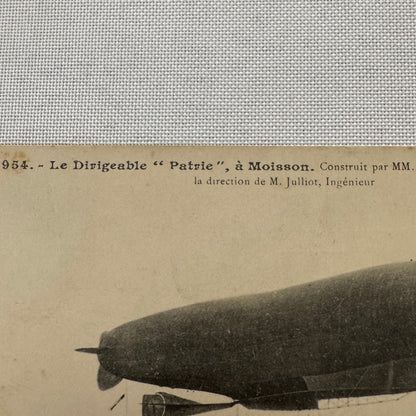 954. - Le Dirigeable “ Patrie ”, à Moisson. Construit par MM.
la direction de M. Julliot, Ingénieur